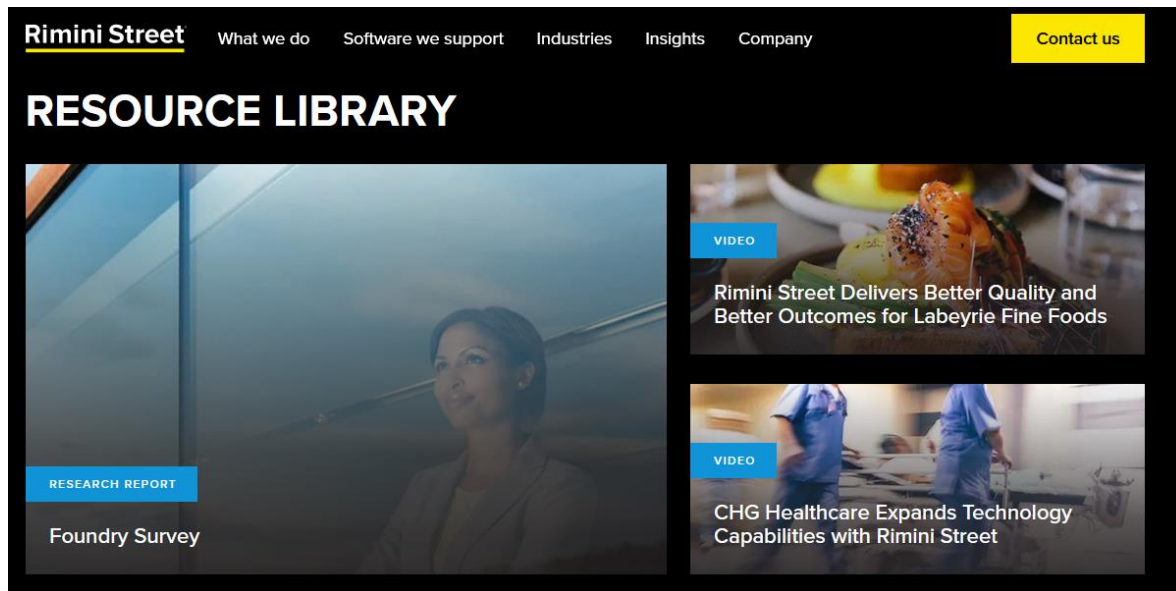 Rimini Street
What we do
Software we support
Industries
Insights
Company
Contact us
RESOURCE LIBRARY
RESEARCH REPORT
Foundry Survey
VIDEO
Rimini Street Delivers Better Quality and
Better Outcomes for Labeyrie Fine Foods
VIDEO
CHG Healthcare Expands Technology
Capabilities with Rimini Street